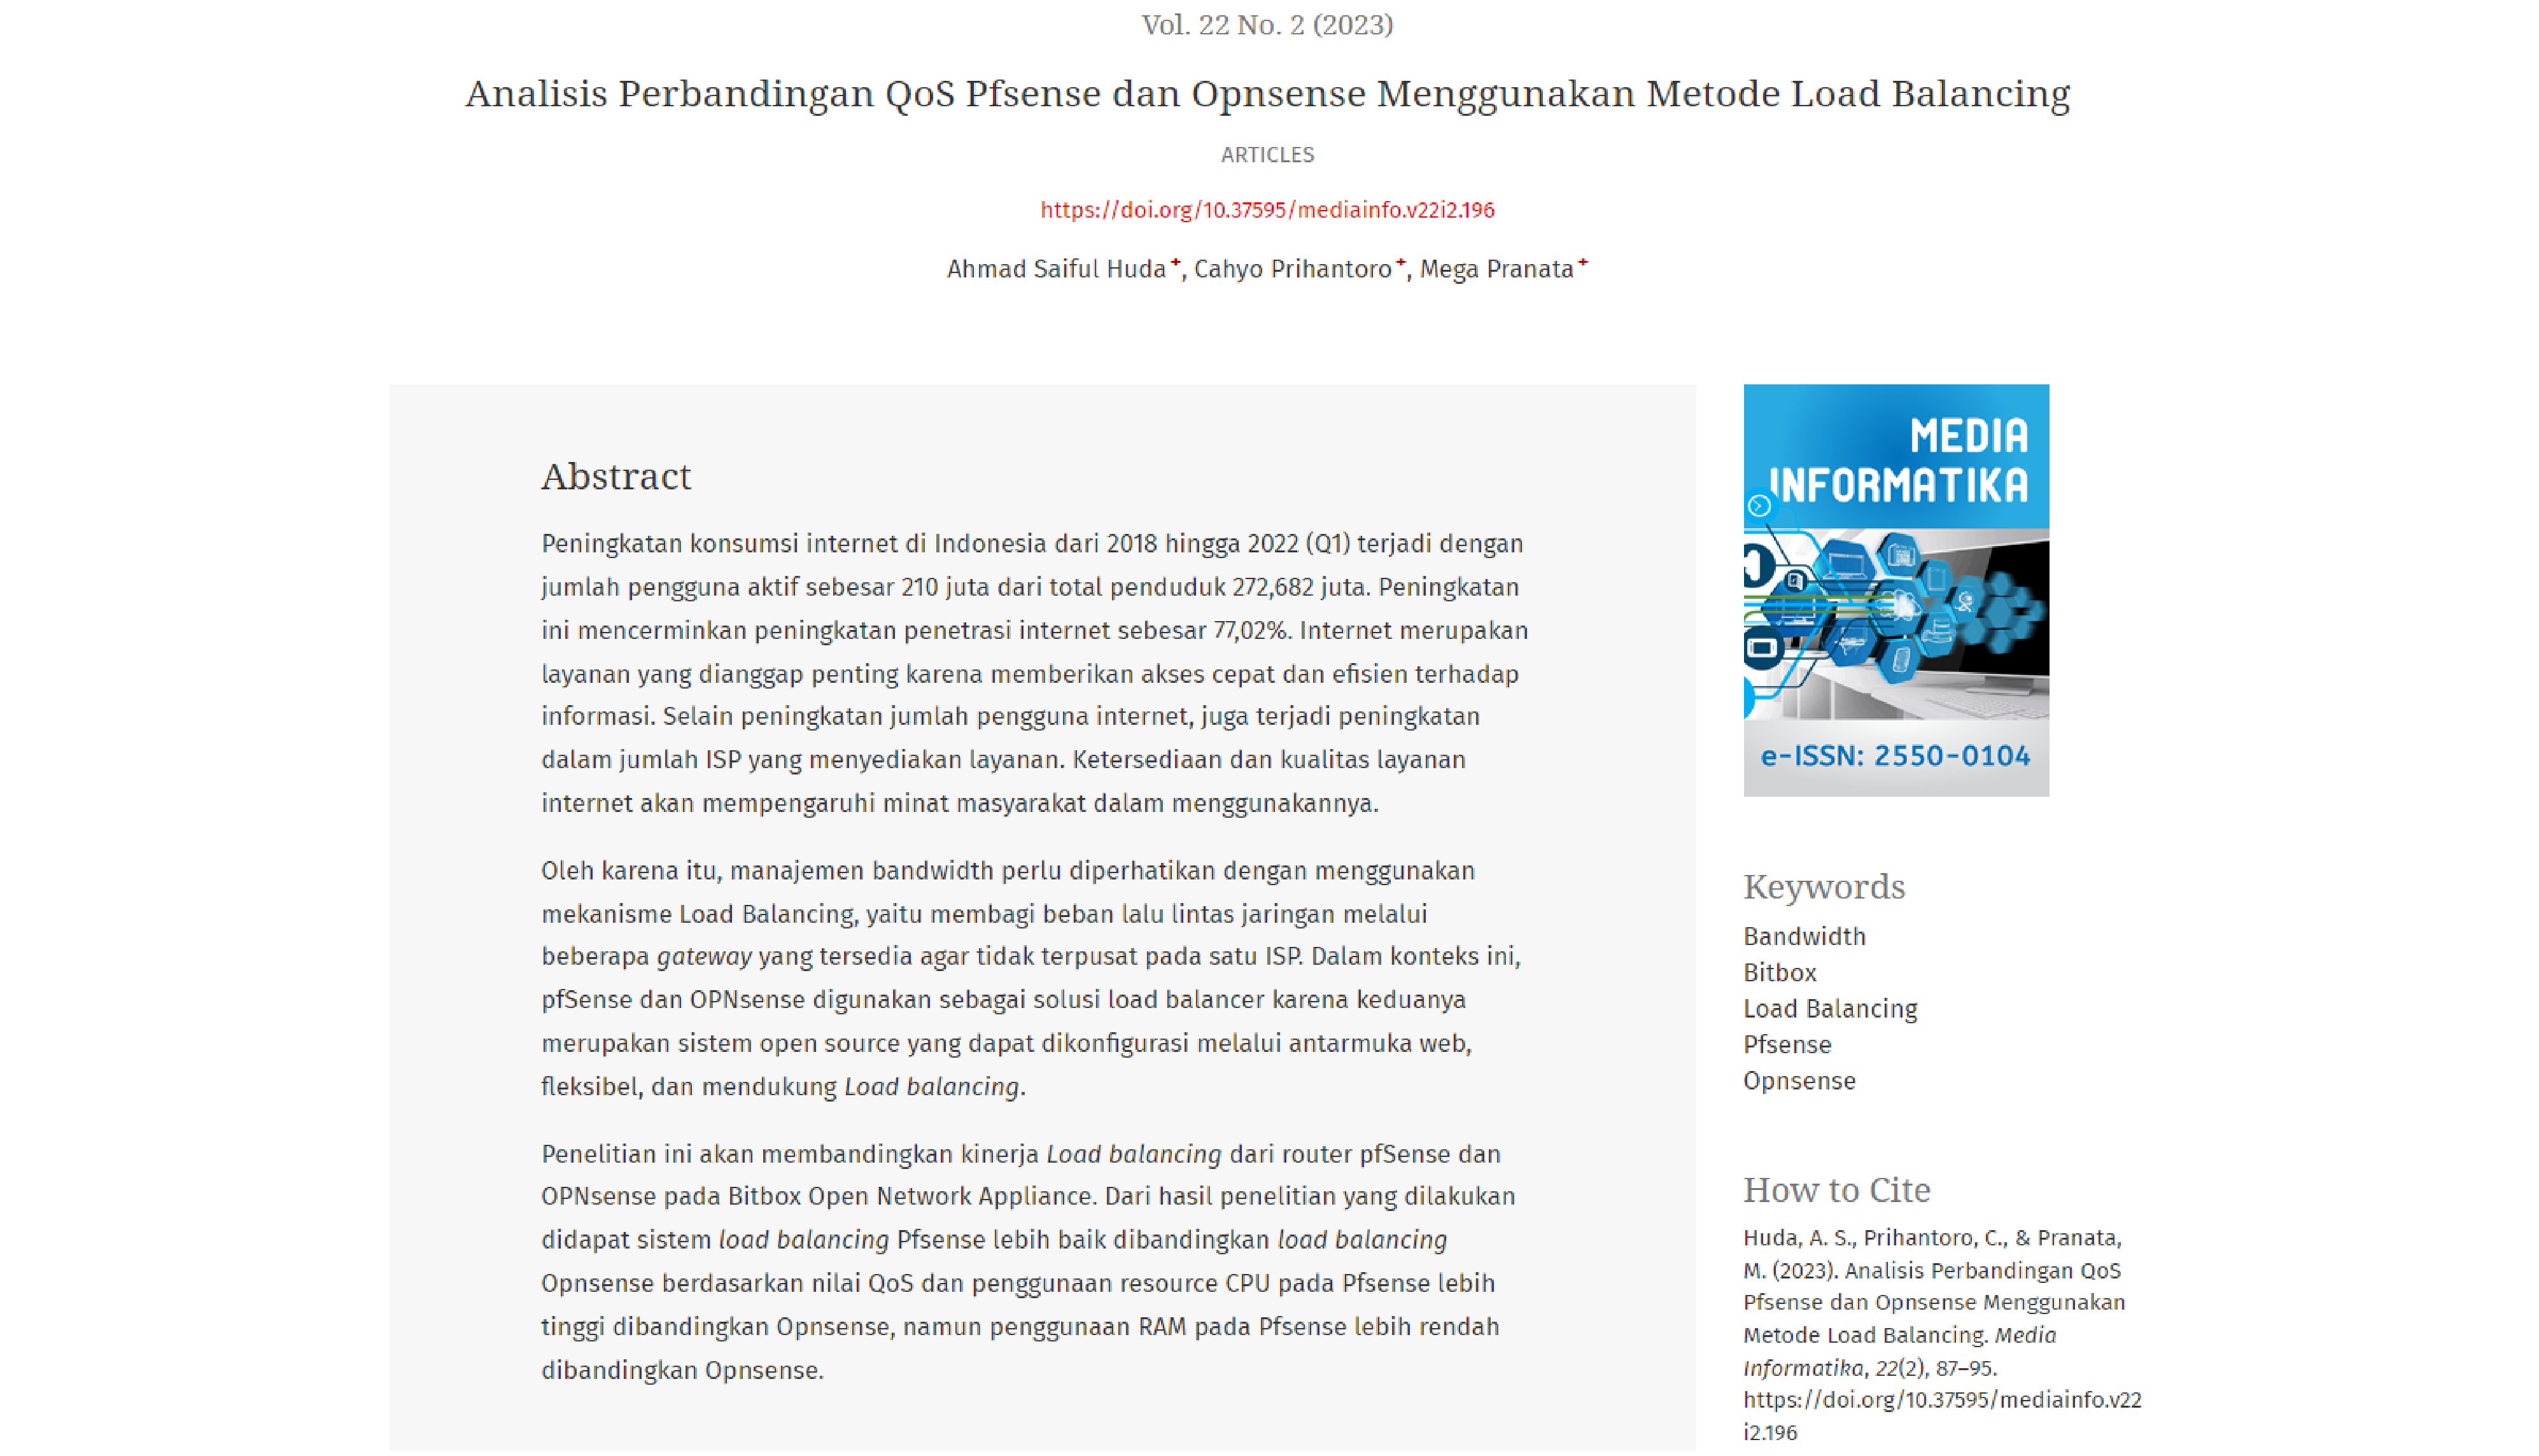 Vol. 22 No. 2 (2023)
Analisis Perbandingan QoS Pfsense dan Opnsense Menggunakan Metode Load Balancing
ARTICLES
https://doi.org/10.37595/mediainfo.v22i2.196
Ahmad Saiful Huda+, Cahyo Prihantoro+, Mega Pranata+
Abstract
Peningkatan konsumsi internet di Indonesia dari 2018 hingga 2022 (Q1) terjadi dengan
jumlah pengguna aktif sebesar 210 juta dari total penduduk 272,682 juta. Peningkatan
ini mencerminkan peningkatan penetrasi internet sebesar 77,02%. Internet merupakan
layanan yang dianggap penting karena memberikan akses cepat dan efisien terhadap
informasi. Selain peningkatan jumlah pengguna internet, juga terjadi peningkatan
dalam jumlah ISP yang menyediakan layanan. Ketersediaan dan kualitas layanan
internet akan mempengaruhi minat masyarakat dalam menggunakannya.
Oleh karena itu, manajemen bandwidth perlu diperhatikan dengan menggunakan
mekanisme Load Balancing, yaitu membagi beban lalu lintas jaringan melalui
beberapa gateway yang tersedia agar tidak terpusat pada satu ISP. Dalam konteks ini,
pfSense dan OPNsense digunakan sebagai solusi load balancer karena keduanya
merupakan sistem open source yang dapat dikonfigurasi melalui antarmuka web,
fleksibel, dan mendukung Load balancing.
Penelitian ini akan membandingkan kinerja Load balancing dari router pfSense dan
OPNsense pada Bitbox Open Network Appliance. Dari hasil penelitian yang dilakukan
didapat sistem load balancing Pfsense lebih baik dibandingkan load balancing
Opnsense berdasarkan nilai QoS dan penggunaan resource CPU pada Pfsense lebih
tinggi dibandingkan Opnsense, namun penggunaan RAM pada Pfsense lebih rendah
dibandingkan Opnsense.
MEDIA
INFORMATIKA
e-ISSN: 2550-0104
Keywords
Bandwidth
Bitbox
Load Balancing
Pfsense
Opnsense
How to Cite
Huda, A. S., Prihantoro, C., & Pranata,
M. (2023). Analisis Perbandingan QoS
Pfsense dan Opnsense Menggunakan
Metode Load Balancing. Media
Informatika, 22(2), 87–95.
https://doi.org/10.37595/mediainfo.v22
i2.196